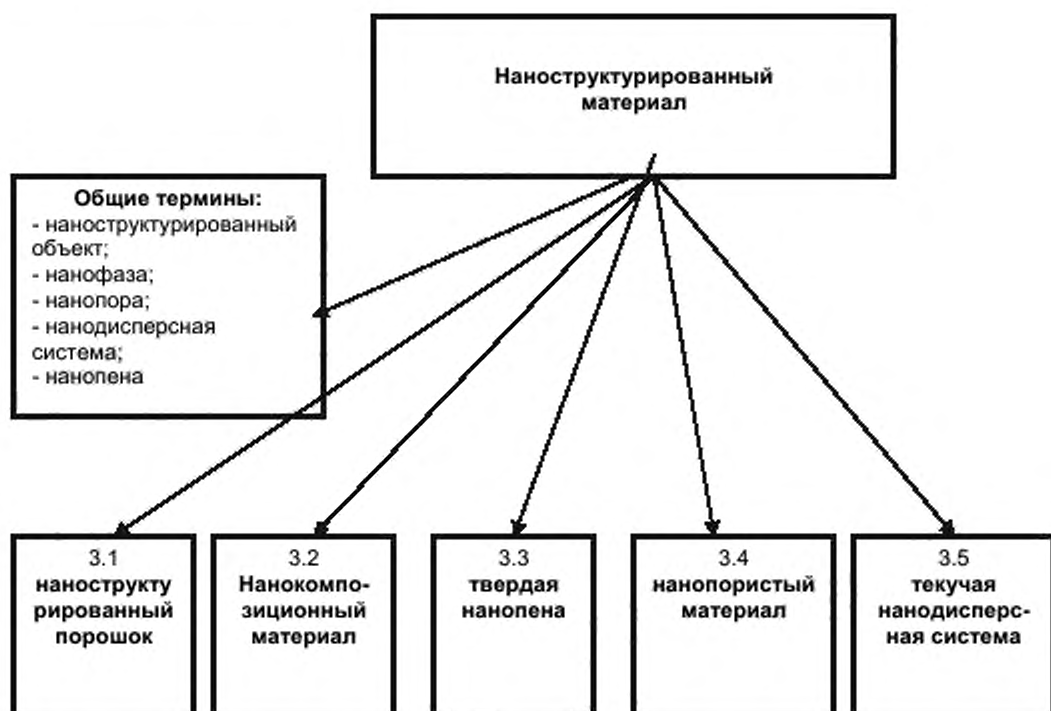 Наноструктурированный
материал
Общие термины:
- наноструктурированный
объект;
- нанофаза;
- нанопора;
- нанодисперсная
система;
- нанопена
3.1
нанострукту
рированный
порошок
3.2
Нанокомпо-
зиционный
материал
3.3
твердая
нанопена
3.4
нанопористый
материал
3.5
текучая
нанодисперс-
ная система